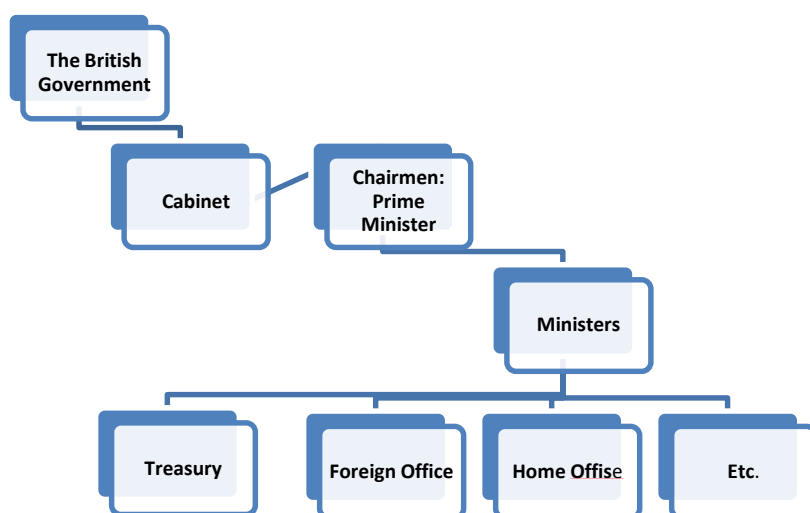 The British
Government
Cabinet
Chairmen:
Prime
Minister
Ministers
Treasury
Foreign Office
Home Offise
Etc.